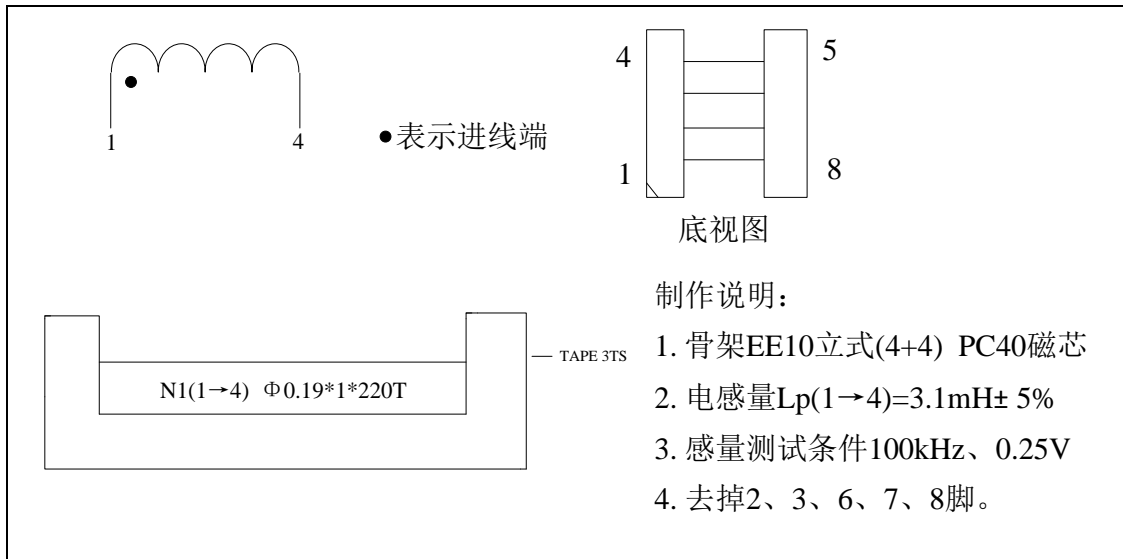 1
4
●表示进线端
4
5
1
8
底视图
N1(1→4) Φ0.19*1*220T
TAPE 3TS
制作说明：
1. 骨架EE10立式(4+4) PC40磁芯
2. 电感量Lp(1→4)=3.1mH± 5%
3. 感量测试条件100kHz、0.25V
4. 去掉2、3、6、7、8脚。